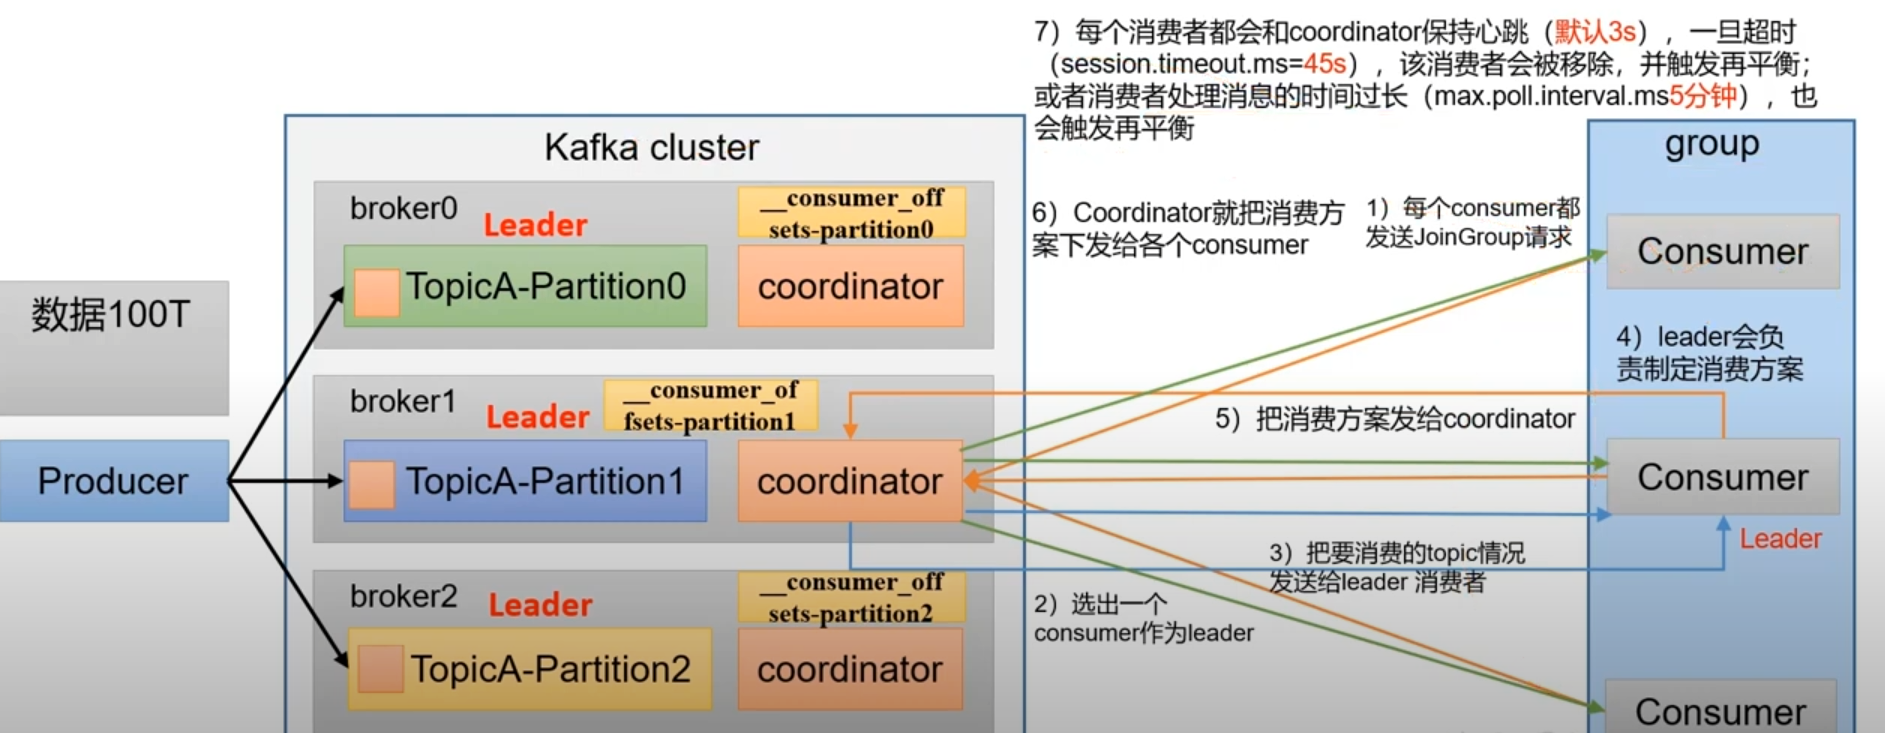 7）每个消费者都会和coordinator保持心跳（默认3s），一旦超时
（session.timeout.ms=45s），该消费者会被移除，并触发再平衡；
或者消费者处理消息的时间过长（max.poll.interval.ms5分钟），也
会触发再平衡
Kafka cluster
group
broker0
Leader
__consumer_off
sets-partition0
TopicA-Partition0
coordinator
6）Coordinator就把消费方
案下发给各个consumer
1）每个consumer都
发送JoinGroup请求
Consumer
数据100T
4）leader会负
责制定消费方案
broker1
Leader
__consumer_of
fsets-partition1
5）把消费方案发给coordinator
Producer
TopicA-Partition1
coordinator
Consumer
Leader
3）把要消费的topic情况
发送给leader 消费者
broker2
Leader
__consumer_off
sets-partition2
2）选出一个
consumer作为leader
TopicA-Partition2
coordinator
Consumer